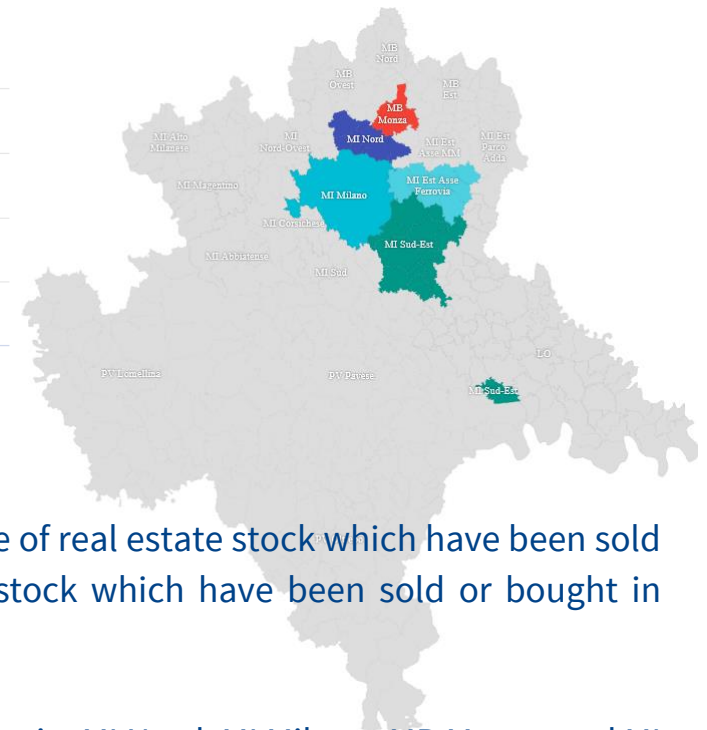 MB
Nord
MB
Ovest
MB
Est
MB
Monza
MI Alto
Milanese
MI
Nord-Ovest
MI Nord
MI Est
Asse MM
MI Est
Parco
Adda
MI Magentino
MI Milano
MI Est Asse
Ferrovia
MI Corsichese
MI Sud-Est
MI Abbiatense
MI Sud
LO
PV Lomellina
PV Pavese
MI Sud-Est
e of real estate stock which have been sold
stock which have been sold or bought in